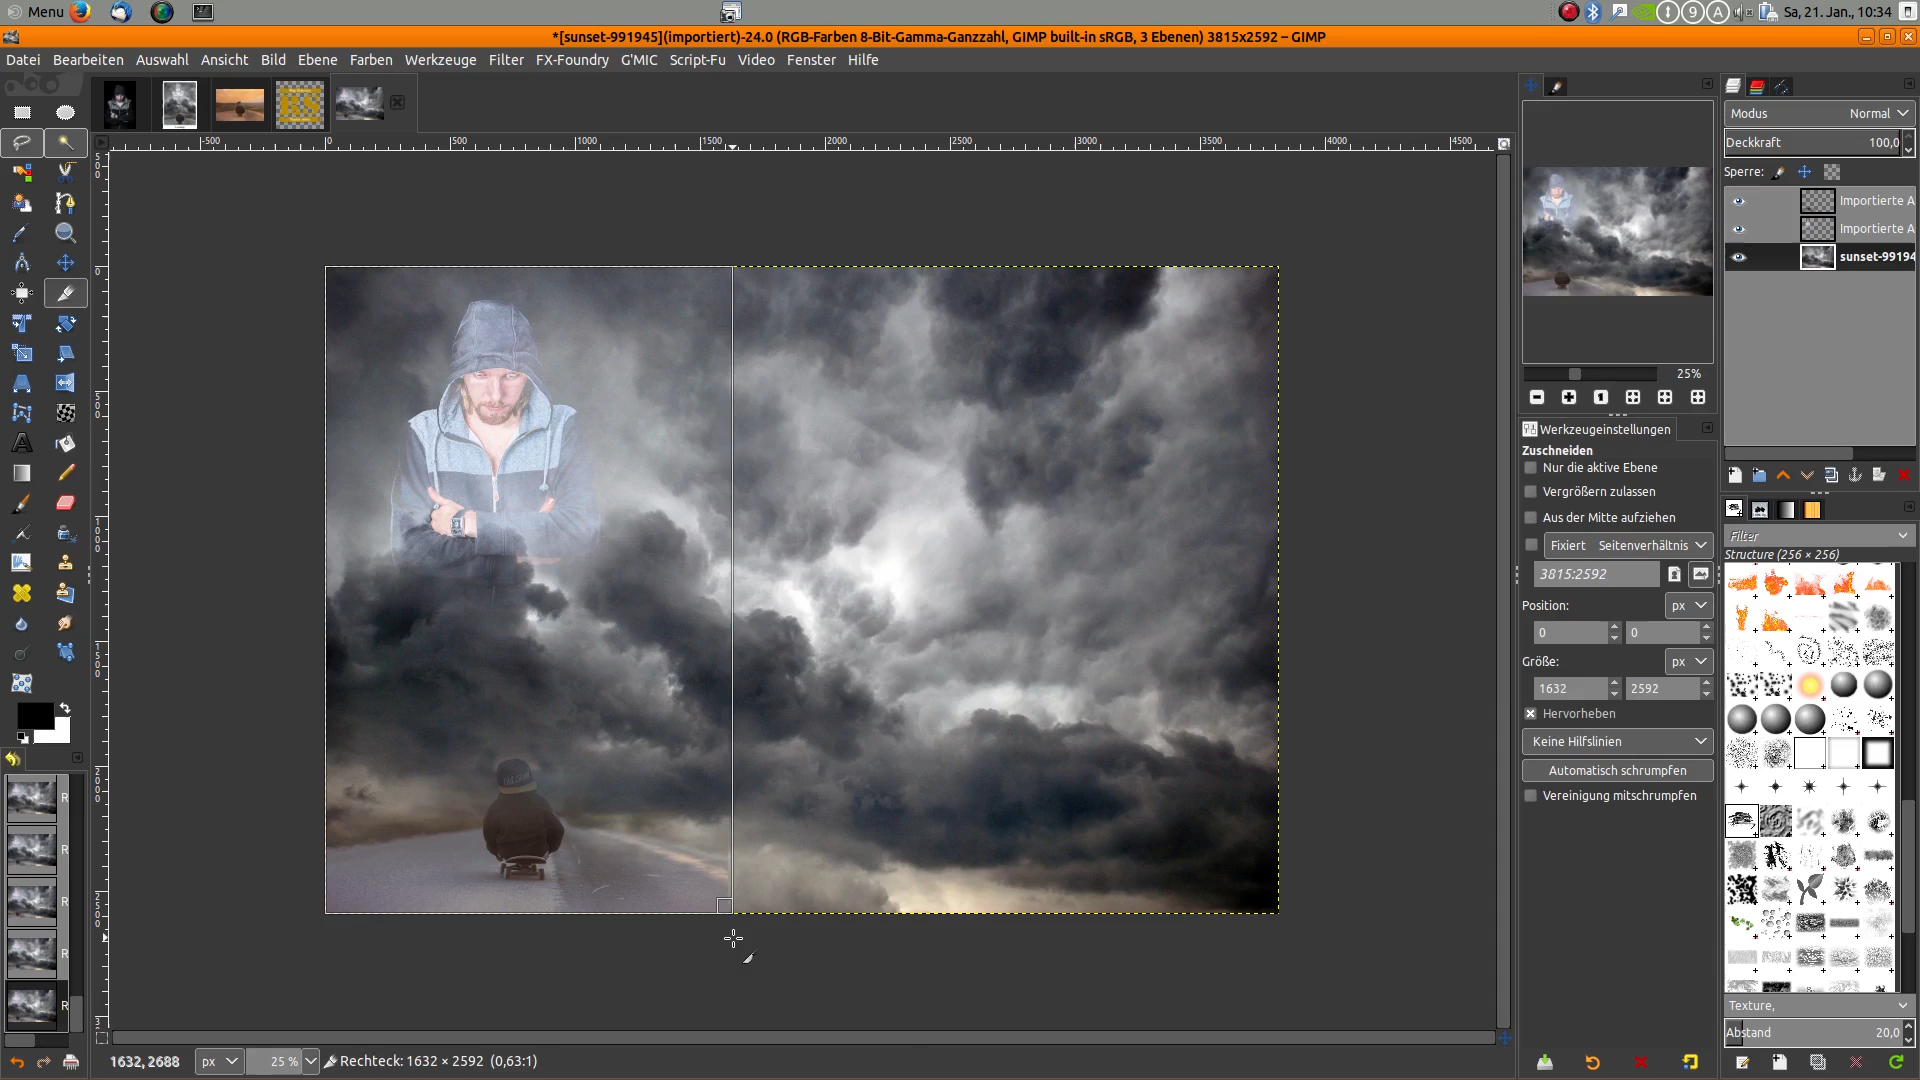 Menu
Sa, 21. Jan., 10:34
*[sunset-991945](importiert)-24.0 (RGB-Farben 8-Bit-Gamma-Ganzzahl, GIMP built-in sRGB, 3 Ebenen) 3815x2592 – GIMP
Datei Bearbeiten Auswahl Ansicht Bild Ebene Farben Werkzeuge Filter FX-Foundry G'MIC Script-Fu Video Fenster Hilfe
Modus Normal
Deckkraft 100,0
Sperre:
Importierte A
Importierte A
sunset-99194
-500 0 500 1000 1500 2000 2500 3000 3500 4000 4500
25%
Werkzeugeinstellungen
Zuschneiden
Nur die aktive Ebene
Vergrößern zulassen
Aus der Mitte aufziehen
Fixiert Seitenverhältnis
3815:2592
Position: px
0 0
Größe: px
1632 2592
Hervorheben
Keine Hilfslinien
Automatisch schrumpfen
Vereinigung mitschrumpfen
Filter
Structure (256 × 256)
Texture,
Abstand 20,0
R
R
R
R
R
1632, 2688 px 25 % Rechteck: 1632 × 2592 (0,63:1)